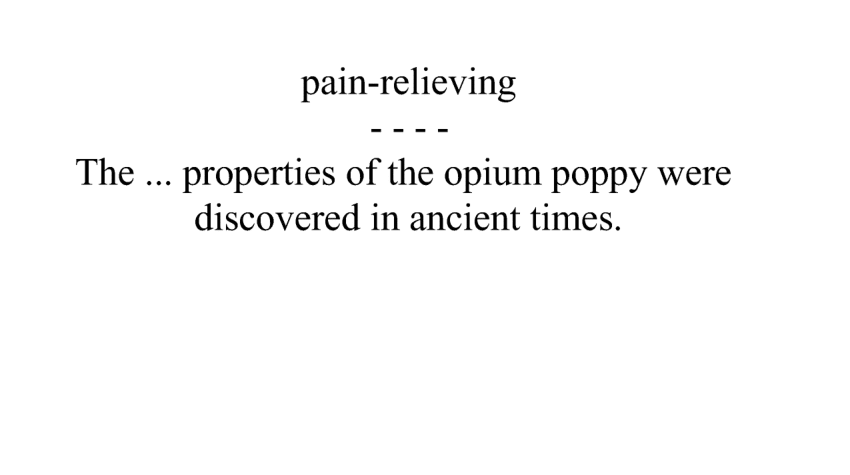 pain-relieving
- - - -
The ... properties of the opium poppy were
discovered in ancient times.